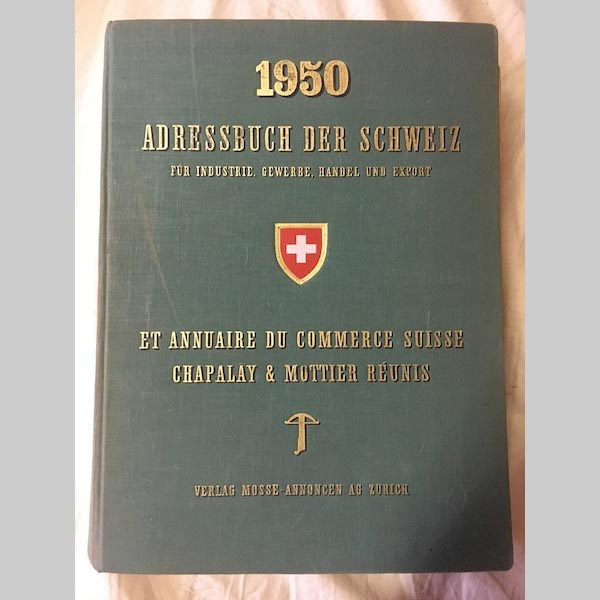 1950
ADRESSBUCH DER SCHWEIZ
FÜR INDUSTRIE, GEWERBE, HANDEL UND EXPORT
ET ANNUAIRE DU COMMERCE SUISSE
CHAPALAY & MOTTIER RÉUNIS
VERLAG MOSSE-ANNONCEN AG ZÜRICH